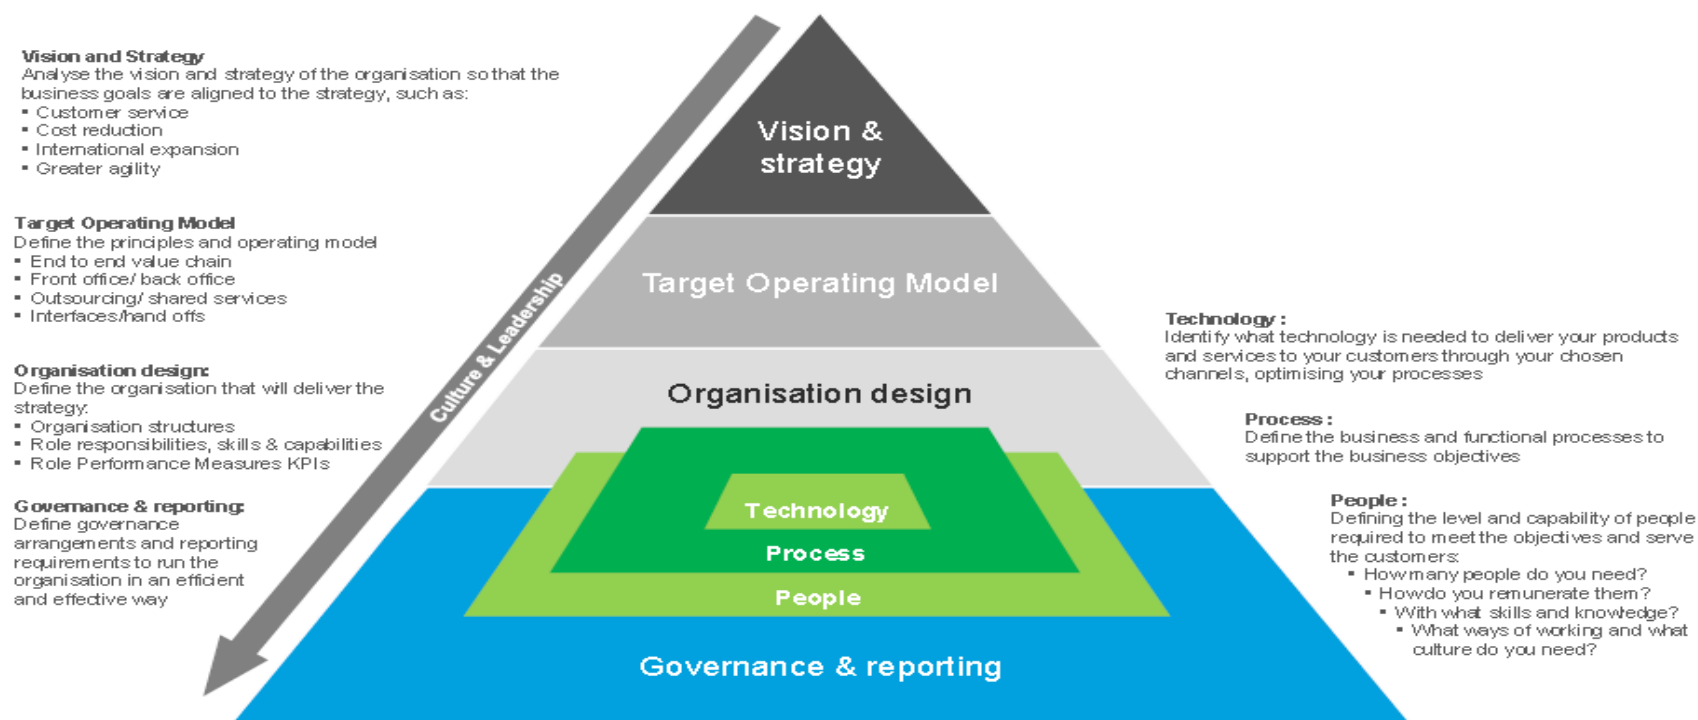 Vision and Strategy
Analyse the vision and strategy of the organisation so that the
business goals are aligned to the strategy, such as:
▪ Customer service
▪ Cost reduction
▪ International expansion
▪ Greater agility
Target Operating Model
Define the principles and operating model
▪ End to end value chain
▪ Front office/ back office
▪ Outsourcing/ shared services
▪ Interfaces/hand offs
Organisation design:
Define the organisation that will deliver the
strategy:
▪ Organisation structures
▪ Role responsibilities, skills & capabilities
▪ Role Performance Measures KPIs
Governance & reporting:
Define governance
arrangements and reporting
requirements to run the
organisation in an efficient
and effective way
Culture & Leadership
Vision &
strategy
Target Operating Model
Organisation design
Technology
Process
People
Governance & reporting
Technology :
Identify what technology is needed to deliver your products
and services to your customers through your chosen
channels, optimising your processes
Process :
Define the business and functional processes to
support the business objectives
People :
Defining the level and capability of people
required to meet the objectives and serve
the customers:
▪ How many people do you need?
▪ How do you remunerate them?
▪ With what skills and knowledge?
▪ What ways of working and what
culture do you need?